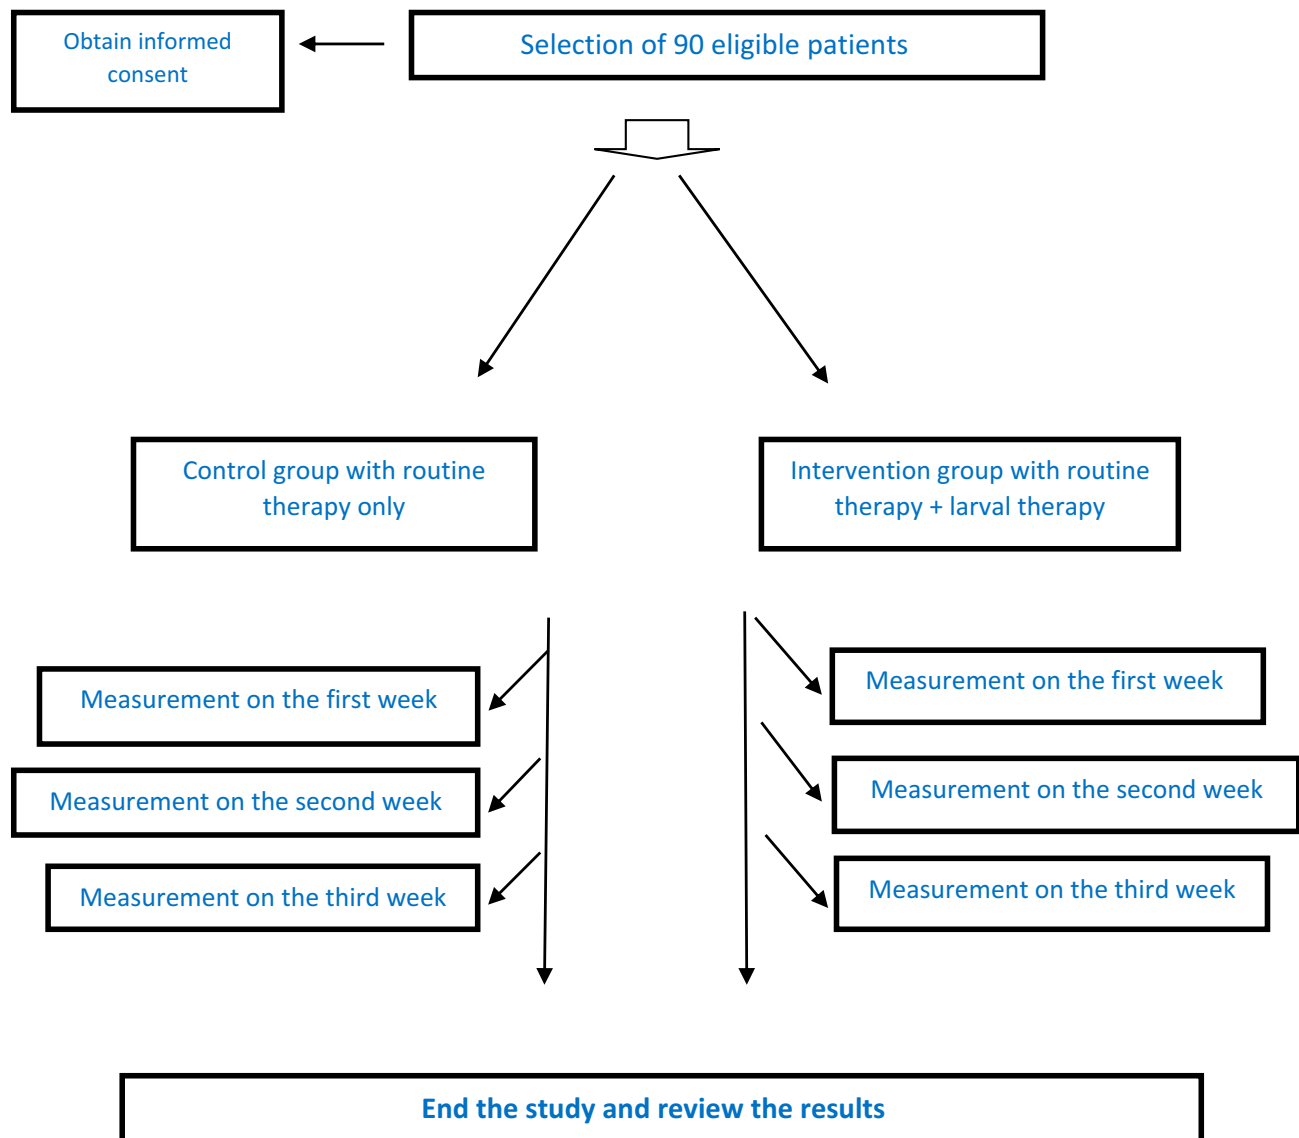 Obtain informed
consent
Selection of 90 eligible patients
Control group with routine
therapy only
Intervention group with routine
therapy + larval therapy
Measurement on the first week
Measurement on the second week
Measurement on the third week
Measurement on the first week
Measurement on the second week
Measurement on the third week
End the study and review the results